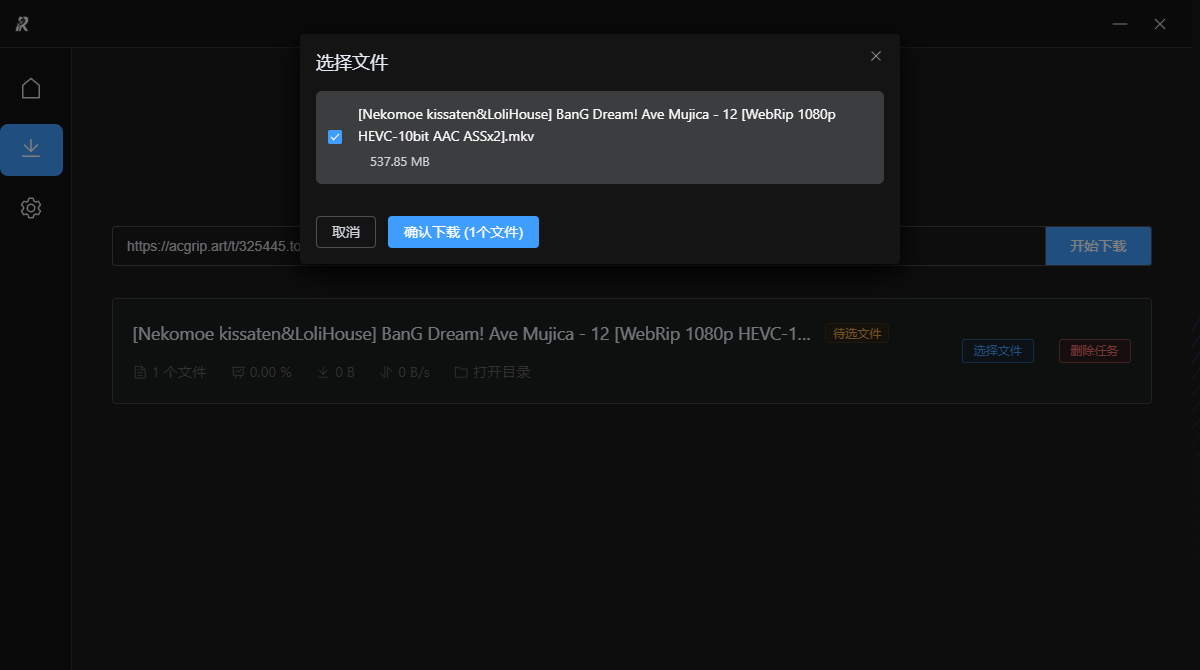 选择文件
[Nekomoe kissaten&LoliHouse] BanG Dream! Ave Mujica - 12 [WebRip 1080p
HEVC-10bit AAC ASSx2].mkv
537.85 MB
取消
确认下载 (1个文件)
https://acgrip.art/t/325445.to
开始下载
[Nekomoe kissaten&LoliHouse] BanG Dream! Ave Mujica - 12 [WebRip 1080p HEVC-1...
待选文件
选择文件
删除任务
1 个文件
0.00 %
0 B
0 B/s
打开目录